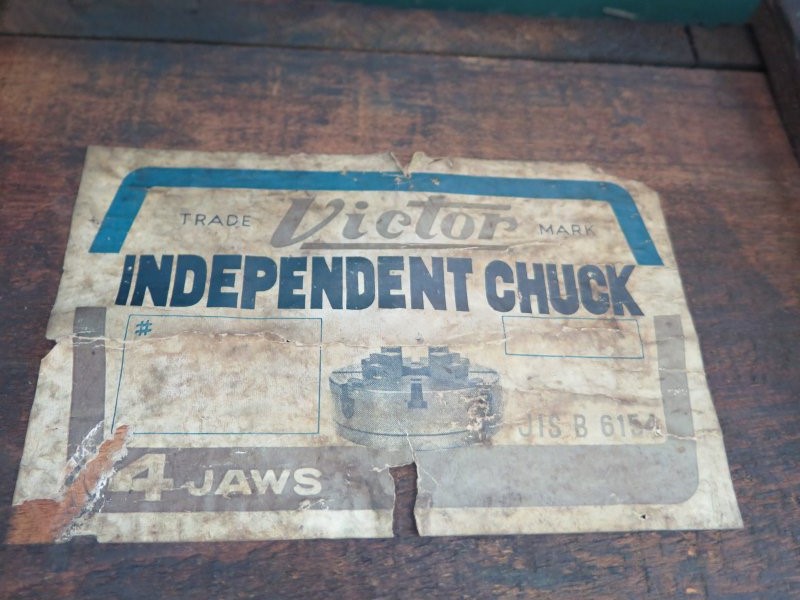 TRADE Victor MARK
INDEPENDENT CHUCK
#
JIS B 6154
4 JAWS